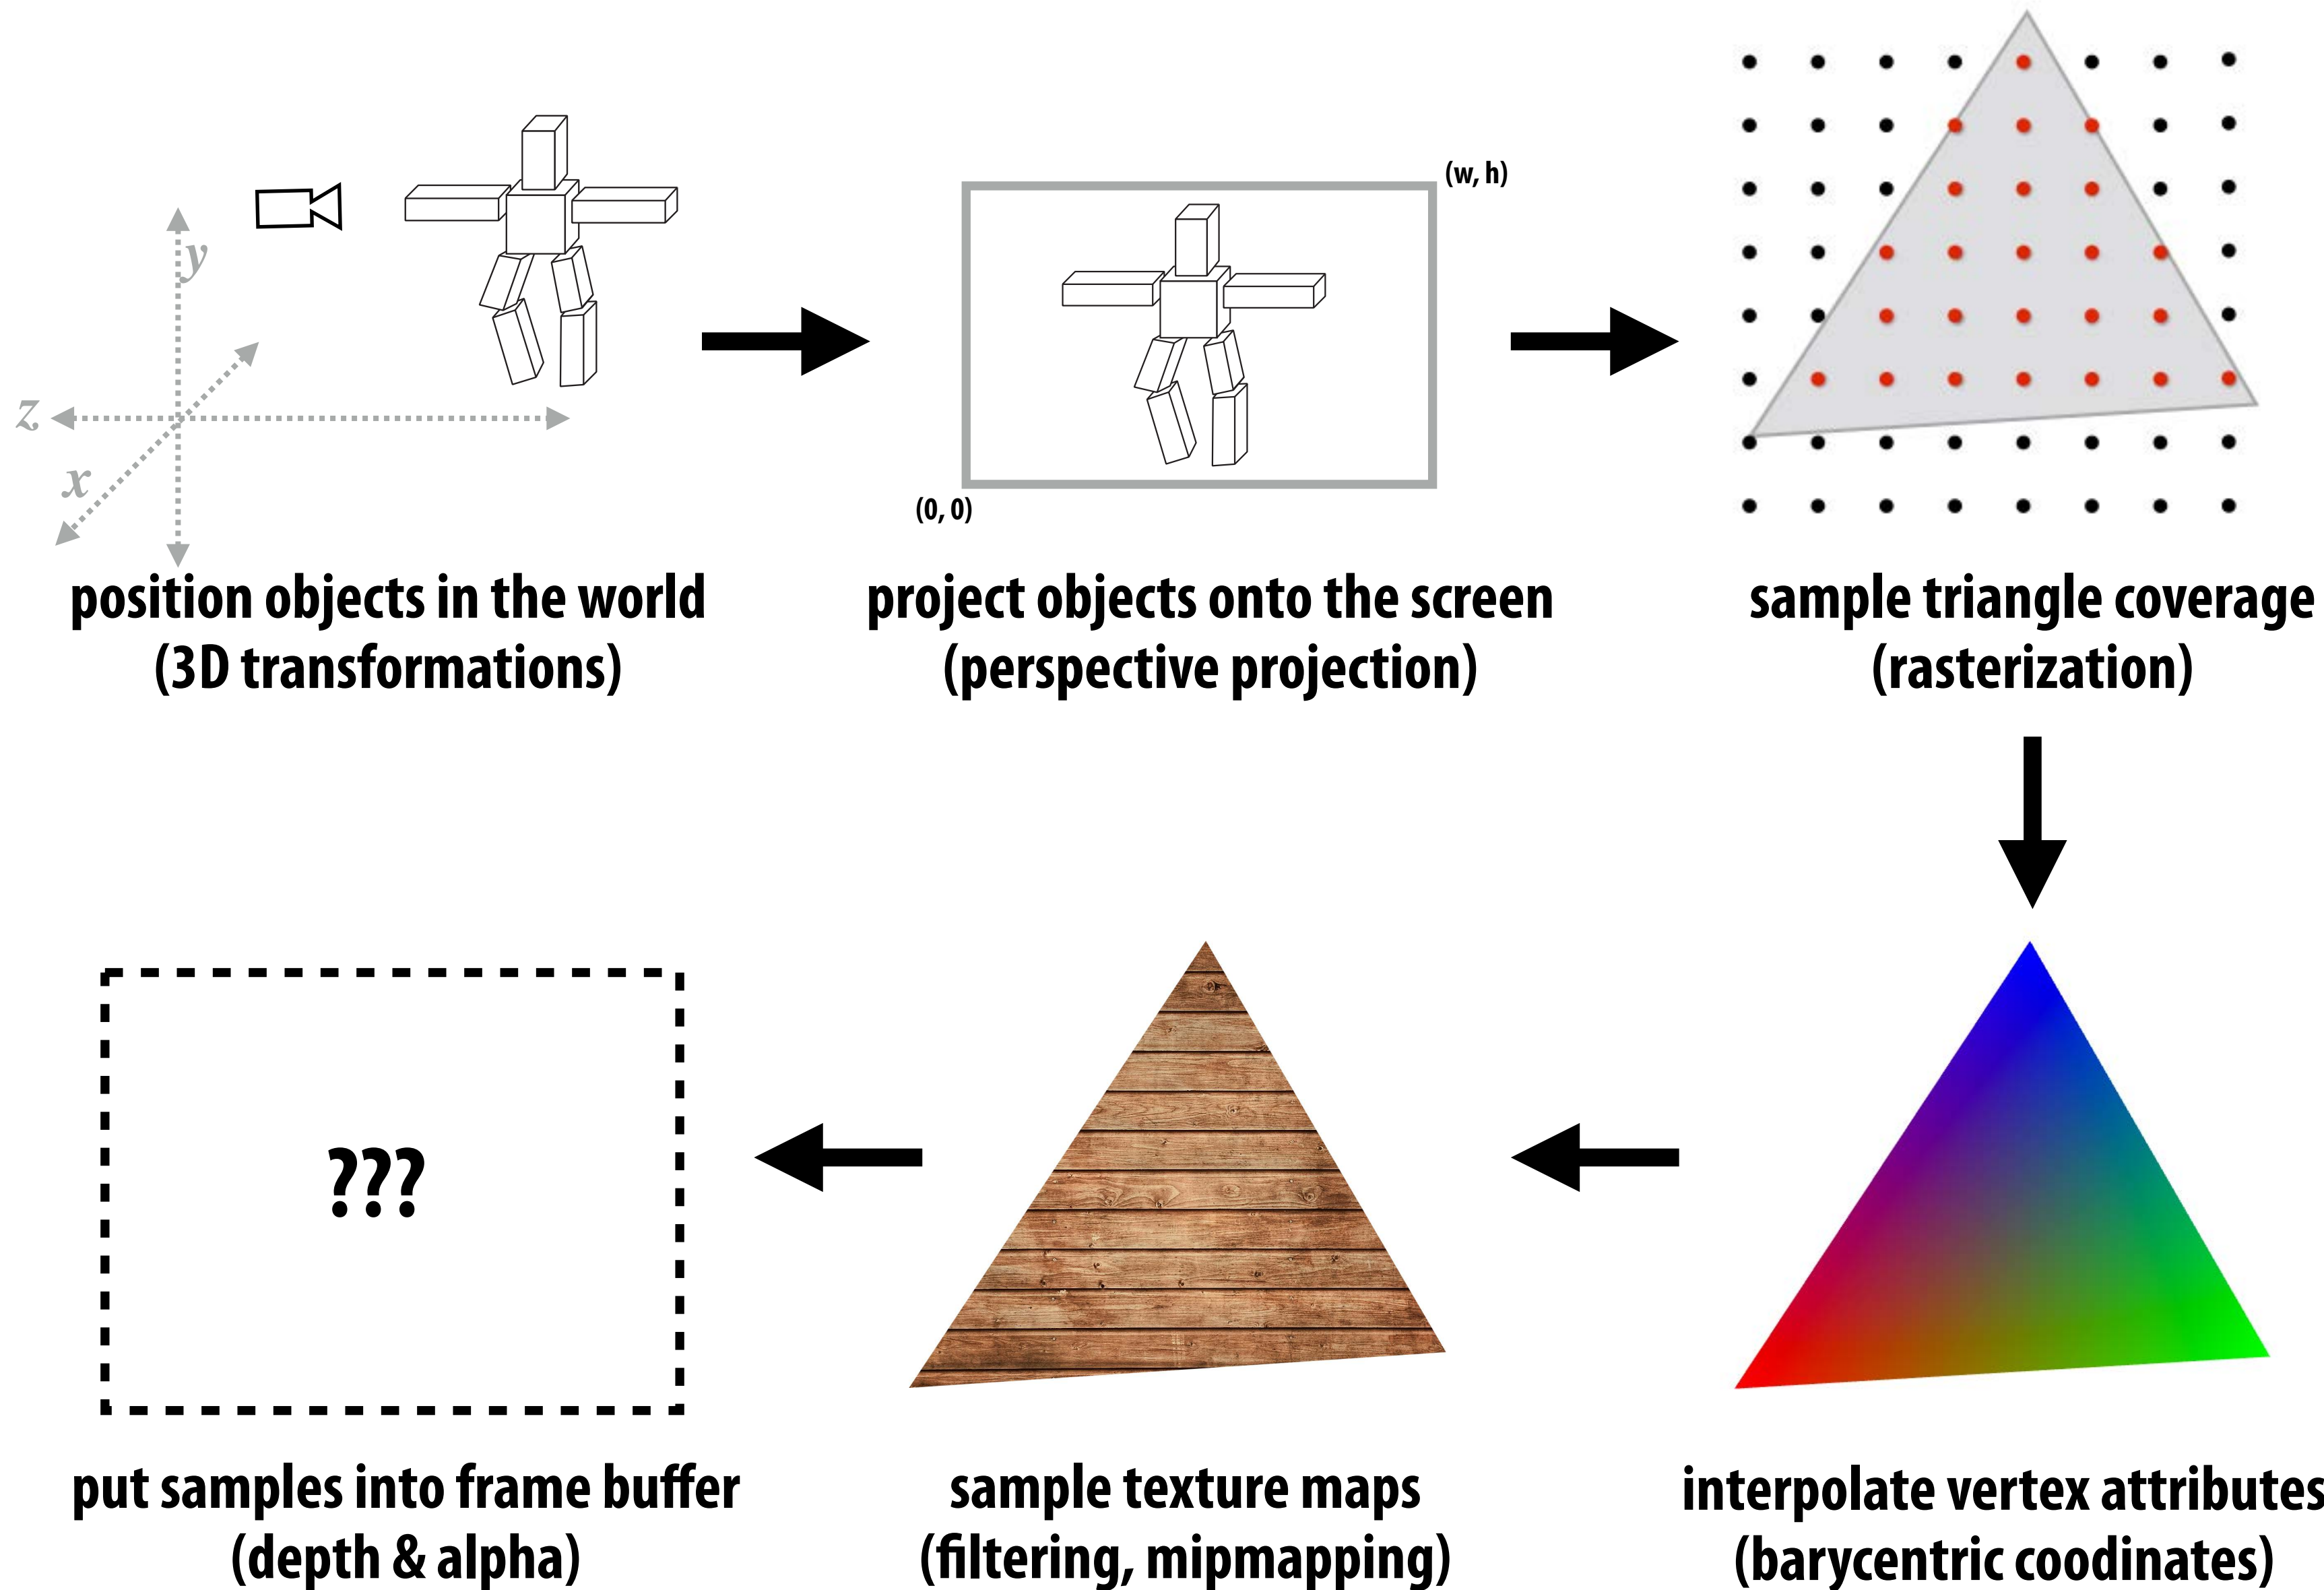 y
z
x
(w, h)
(0, 0)
position objects in the world
(3D transformations)
project objects onto the screen
(perspective projection)
sample triangle coverage
(rasterization)
???
put samples into frame buffer
(depth & alpha)
sample texture maps
(filtering, mipmapping)
interpolate vertex attributes
(barycentric coodinates)